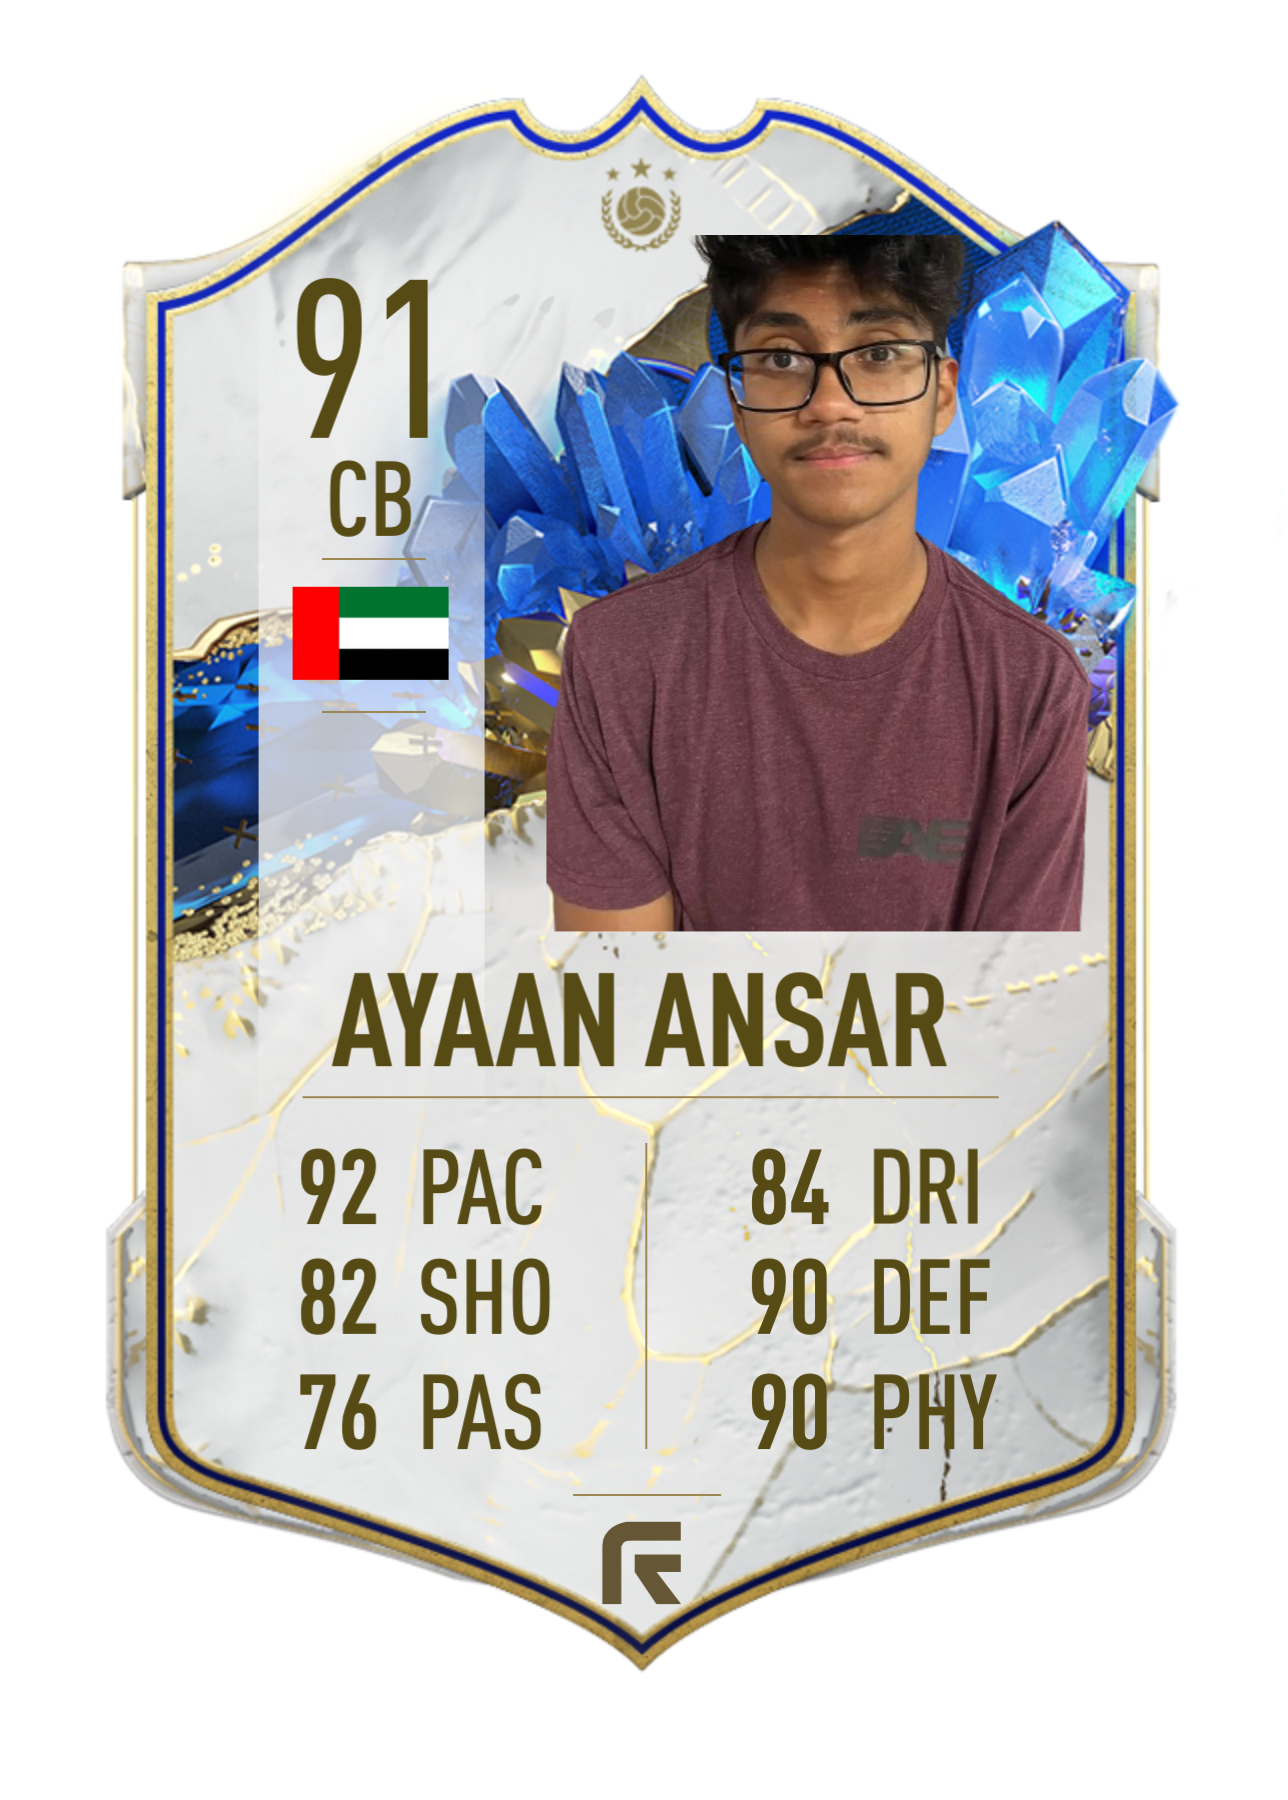 91
CB
AYAAN ANSAR
92 PAC
82 SHO
76 PAS
84 DRI
90 DEF
90 PHY